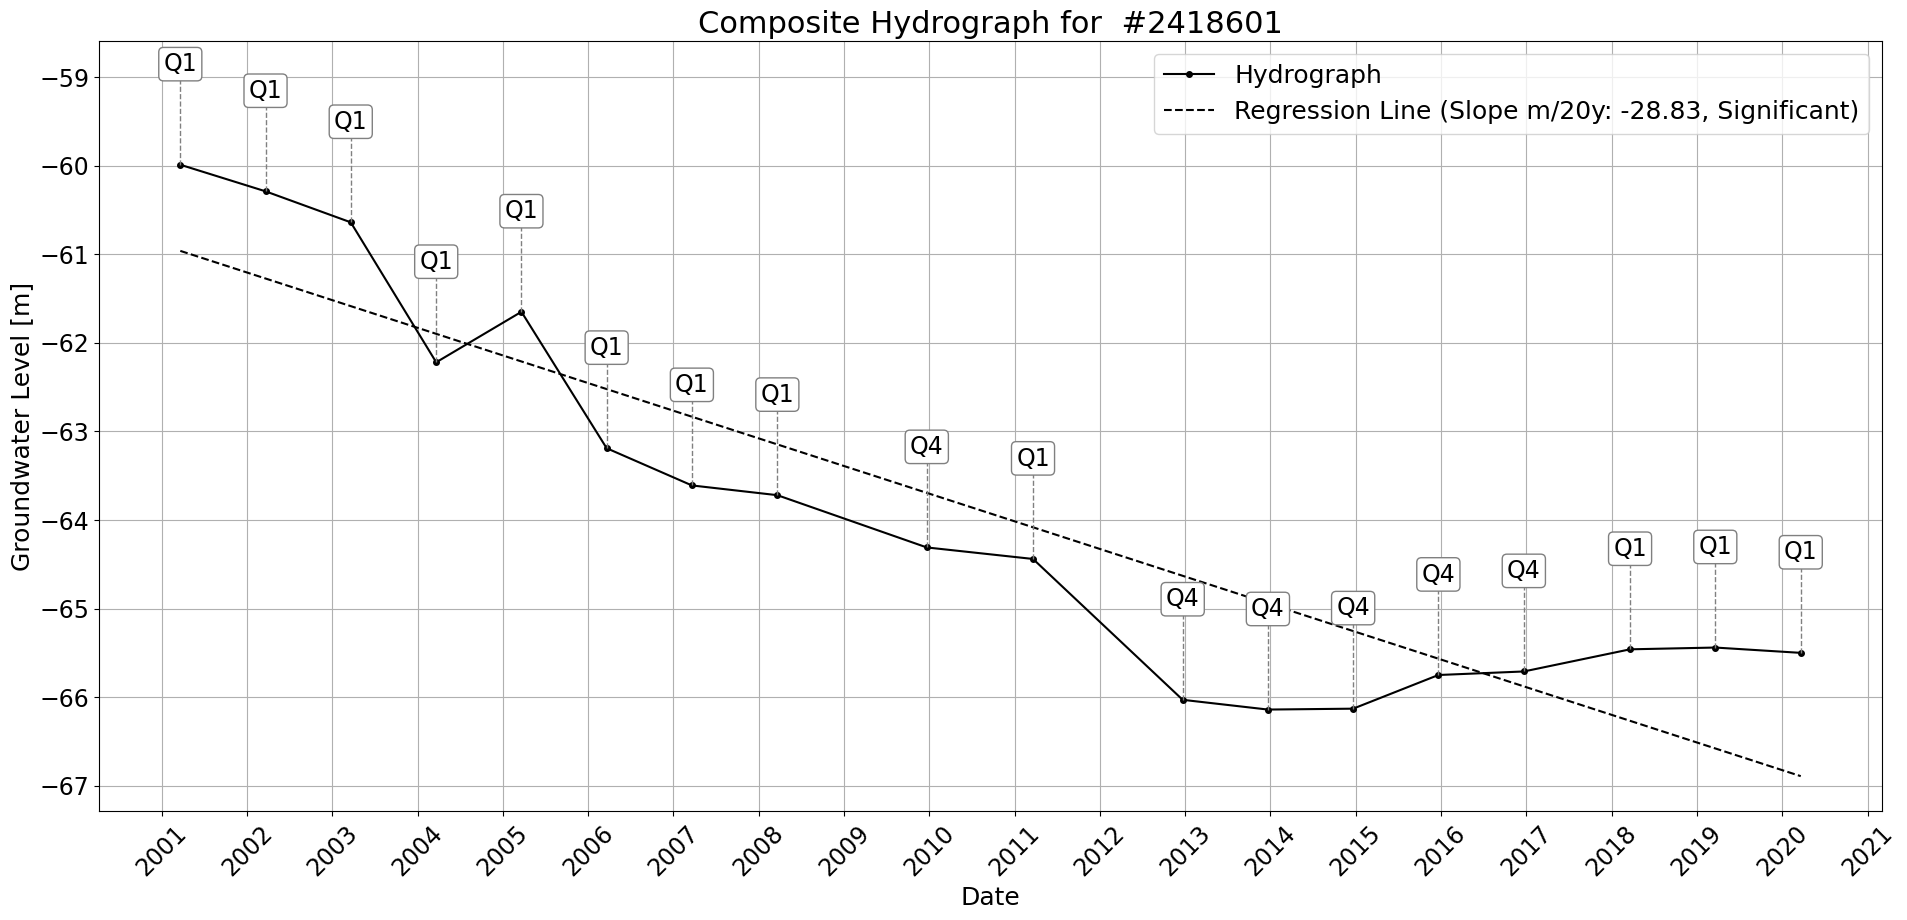 Composite Hydrograph for  #2418601
Hydrograph
Regression Line (Slope m/20y: -28.83, Significant)
Groundwater Level [m]
−59
−60
−61
−62
−63
−64
−65
−66
−67
Q1
Q1
Q1
Q1
Q1
Q1
Q1
Q1
Q4
Q1
Q4
Q4
Q4
Q4
Q4
Q1
Q1
Q1
2001
2002
2003
2004
2005
2006
2007
2008
2009
2010
2011
2012
2013
2014
2015
2016
2017
2018
2019
2020
2021
Date